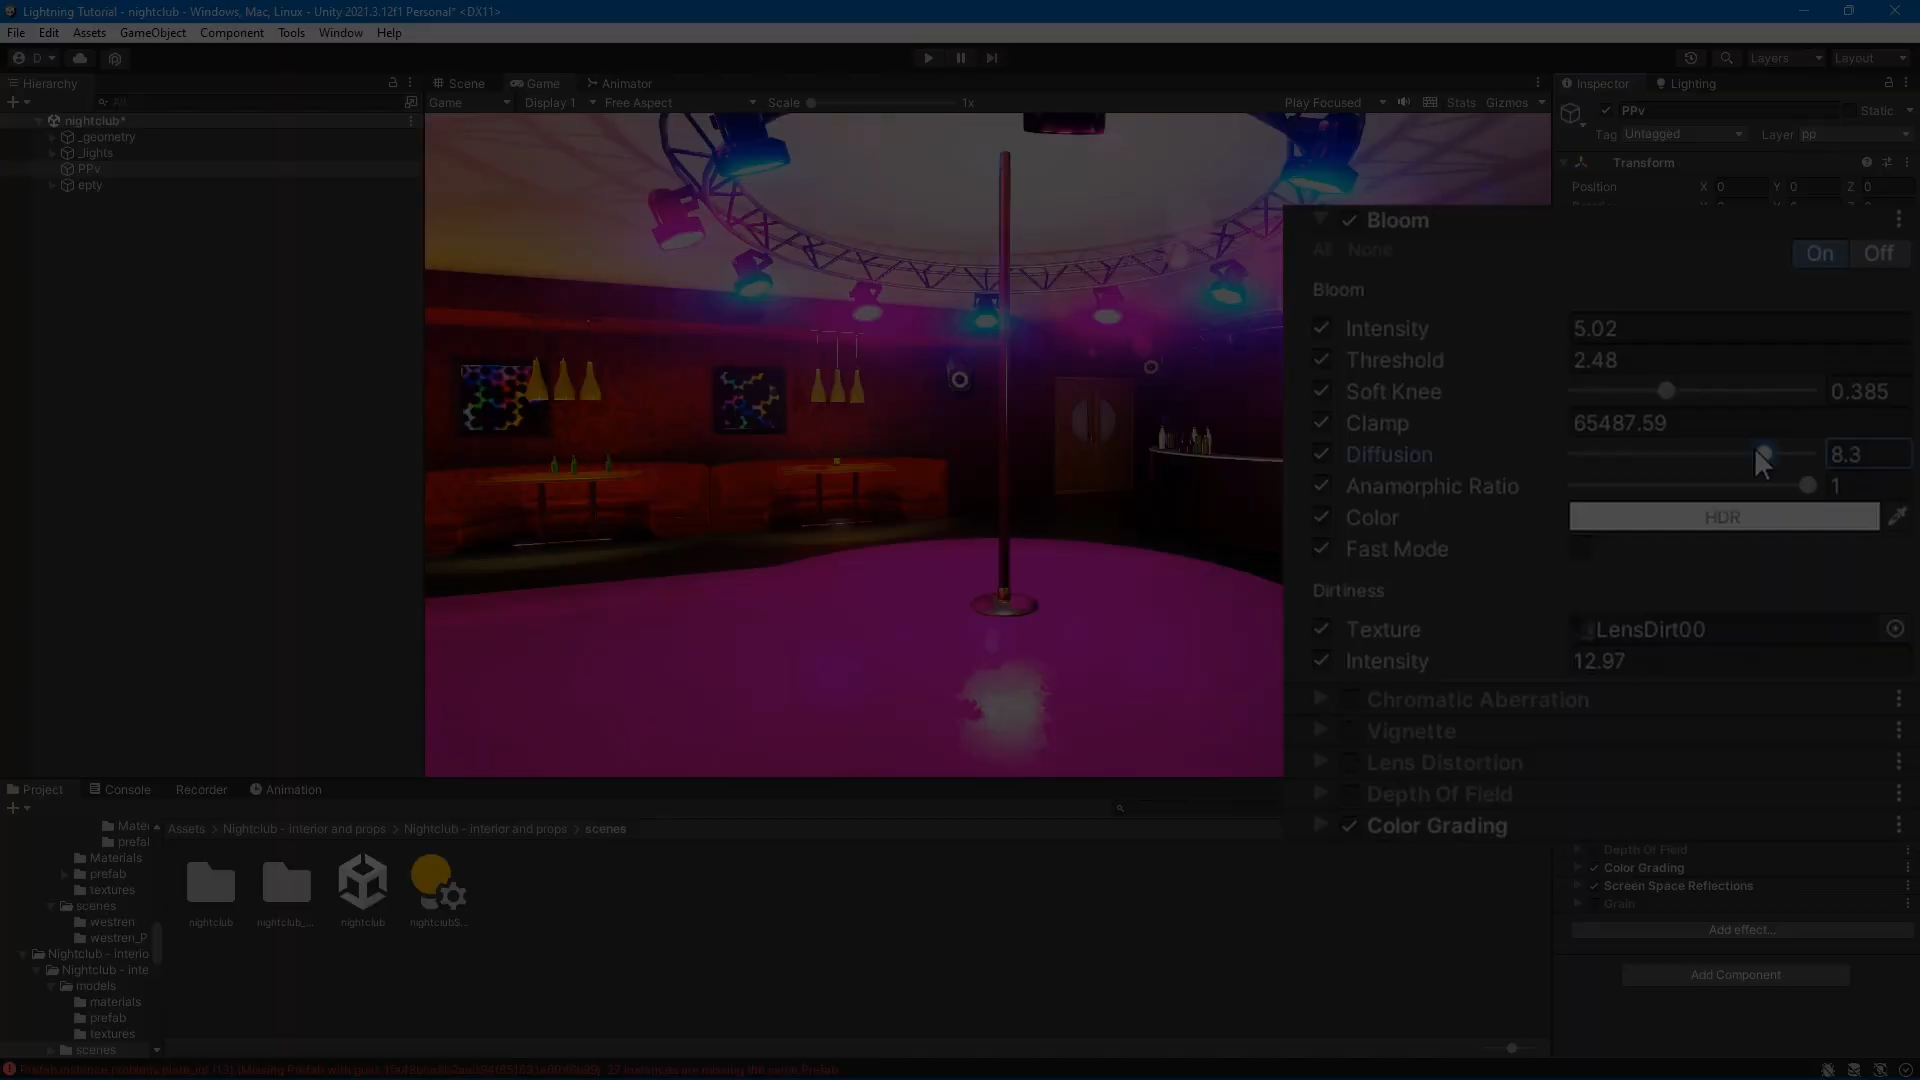 Lightning Tutorial - nightclub - Windows, Mac, Linux - Unity 2021.3.12f1 Personal* <DX11>
File Edit Assets GameObject Component Tools Window Help
D Layers Layout
Hierarchy
All
nightclub*
_geometry
_lights
PPv
epty
Scene Game Animator
Game Display 1 Free Aspect Scale 1x Play Focused Stats Gizmos
Inspector Lighting
PPv Static
Tag Untagged Layer pp
Transform
Position X 0 Y 0 Z 0
Bloom
All None On Off
Bloom
Intensity 5.02
Threshold 2.48
Soft Knee 0.385
Clamp 65487.59
Diffusion 8.3
Anamorphic Ratio 1
Color HDR
Fast Mode
Dirtiness
Texture LensDirt00
Intensity 12.97
Chromatic Aberration
Vignette
Lens Distortion
Depth Of Field
Color Grading
Depth Of Field
Color Grading
Screen Space Reflections
Grain
Add effect...
Add Component
Project Console Recorder Animation
Mate
prefal
Materials
prefab
textures
scenes
westren
westren_P
Nightclub - interio
Nightclub - inte
models
materials
prefab
textures
scenes
Assets > Nightclub - interior and props > Nightclub - interior and props > scenes
nightclub nightclub_... nightclub nightclubS...